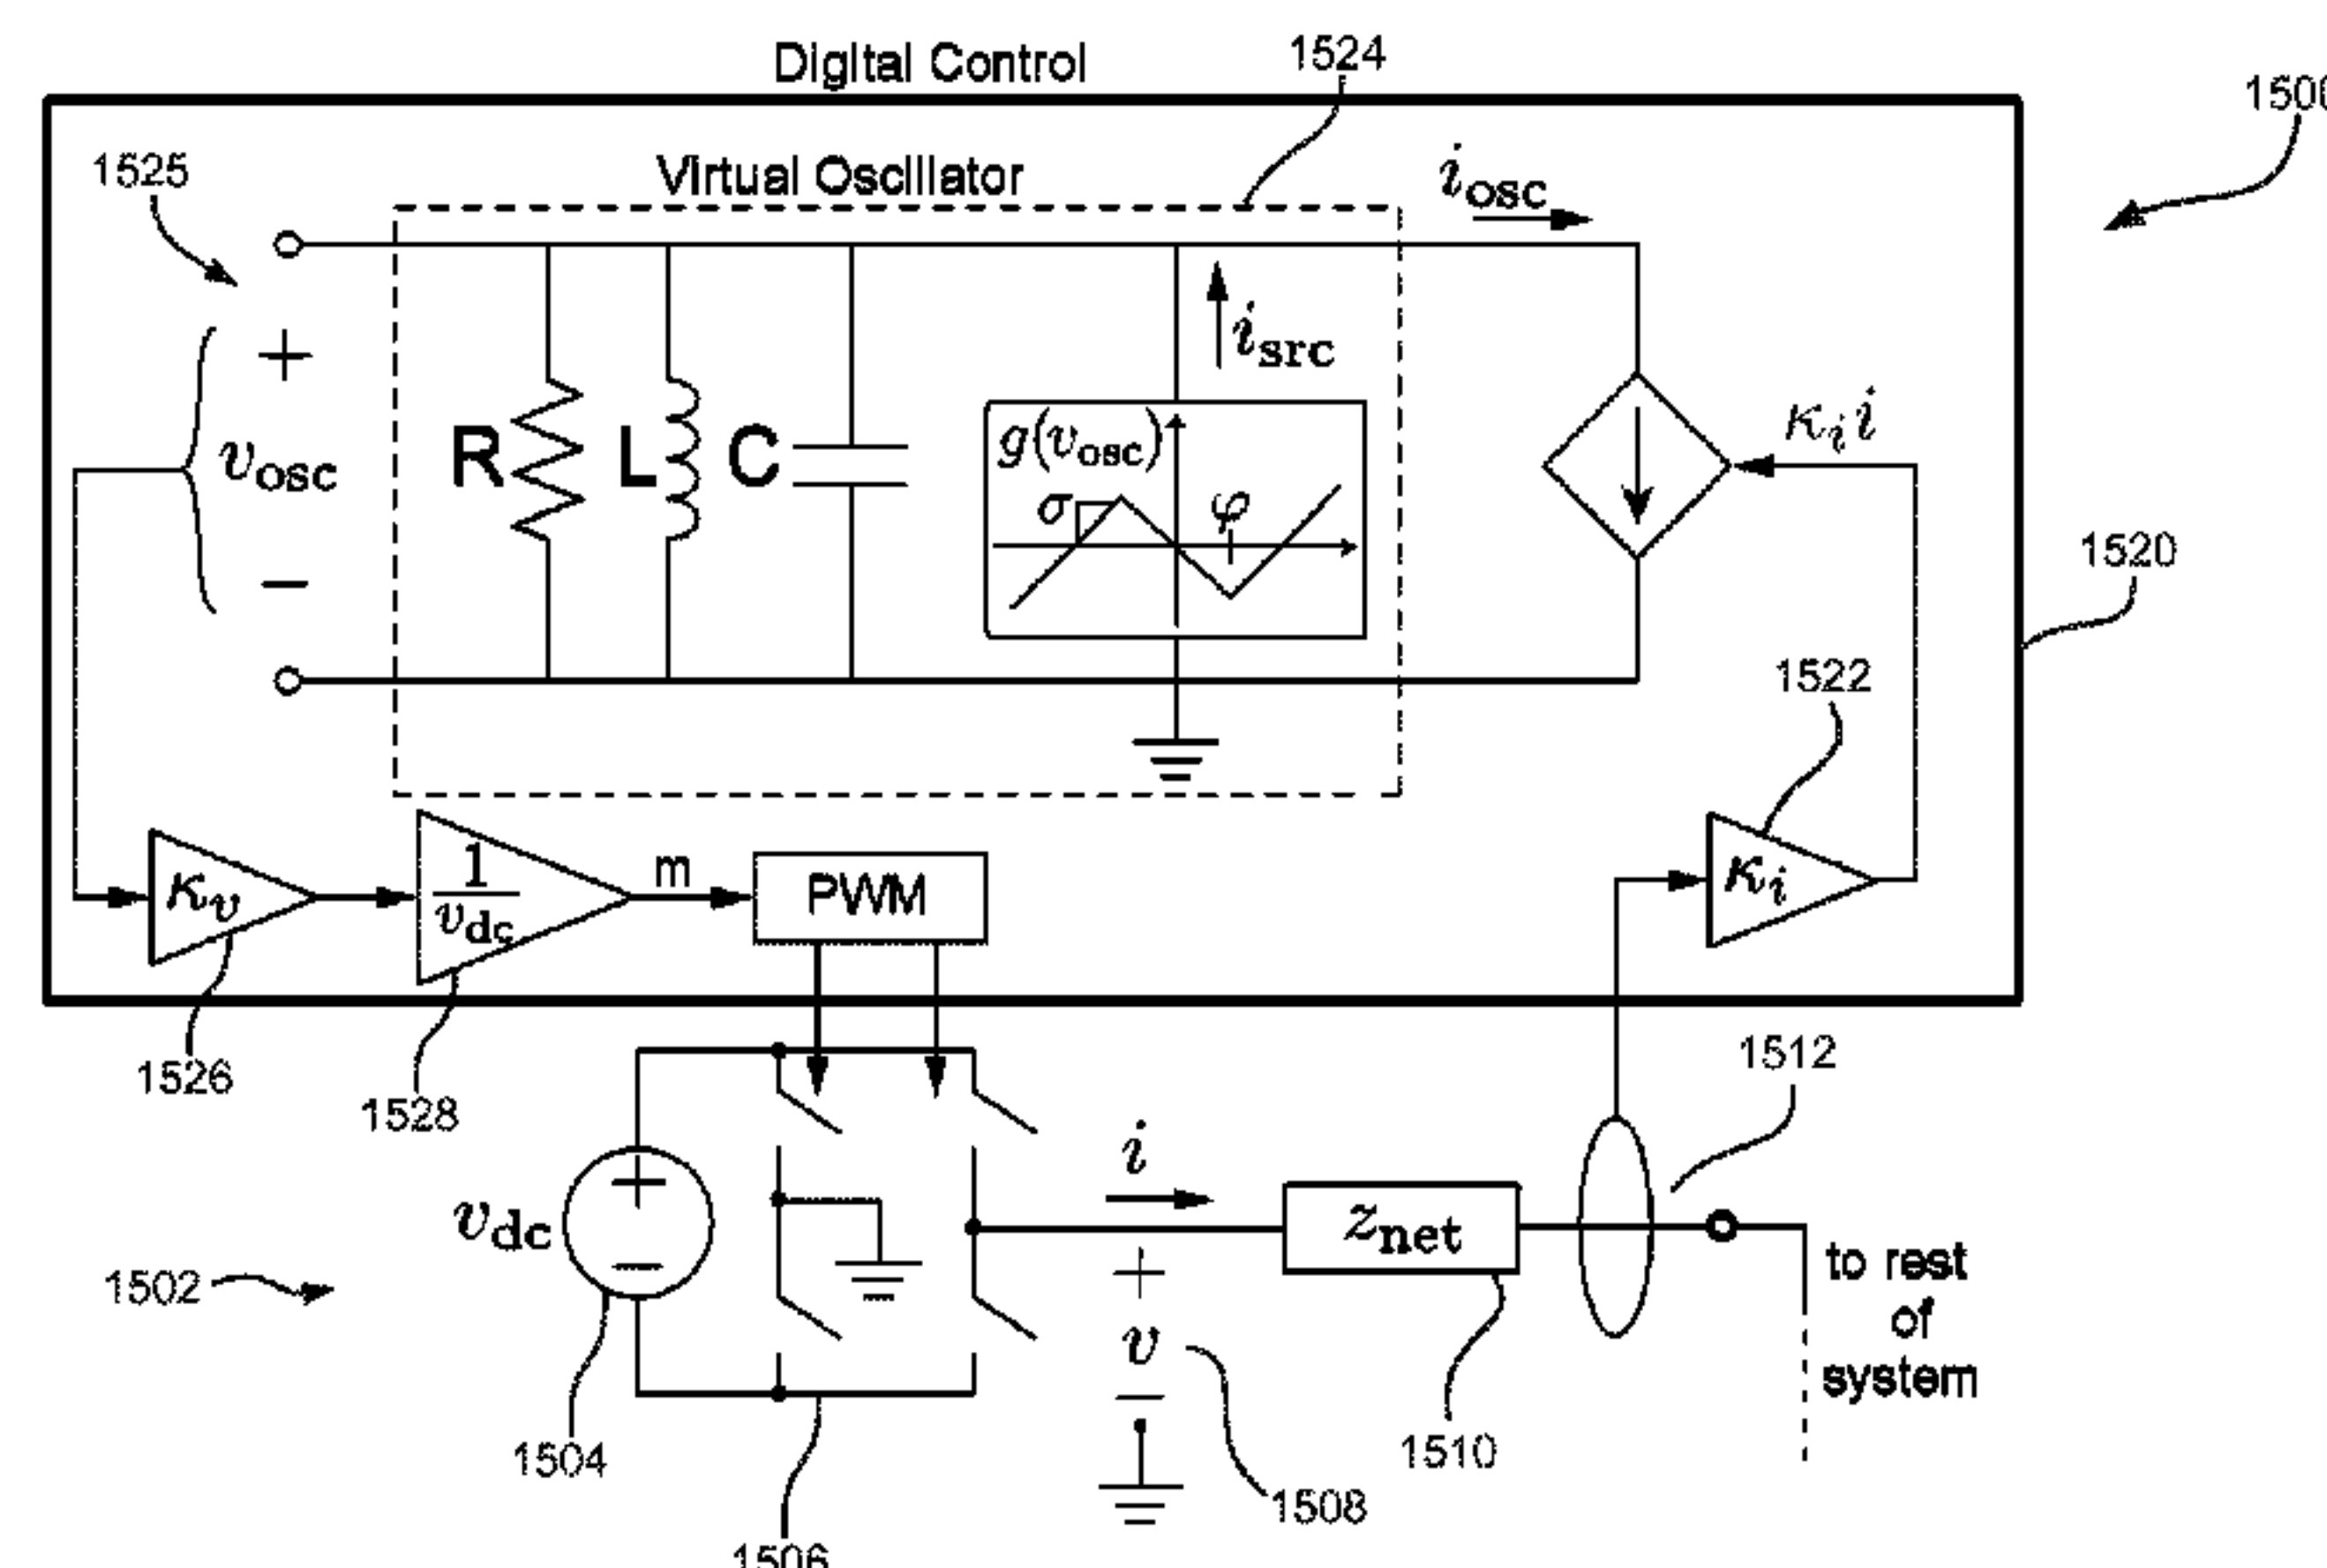 Digital Control
1524
1500
1525
Virtual Oscillator
i_osc
+
v_osc
−
R
L
C
i_src
g(v_osc)
σ
φ
κ_i i
1520
1522
κ_v
1/v_dc
m
PWM
κ_i
1526
1528
1512
i
v_dc
+
−
z_net
1502
+
v
−
to rest
of
system
1504
1510
1508
1506